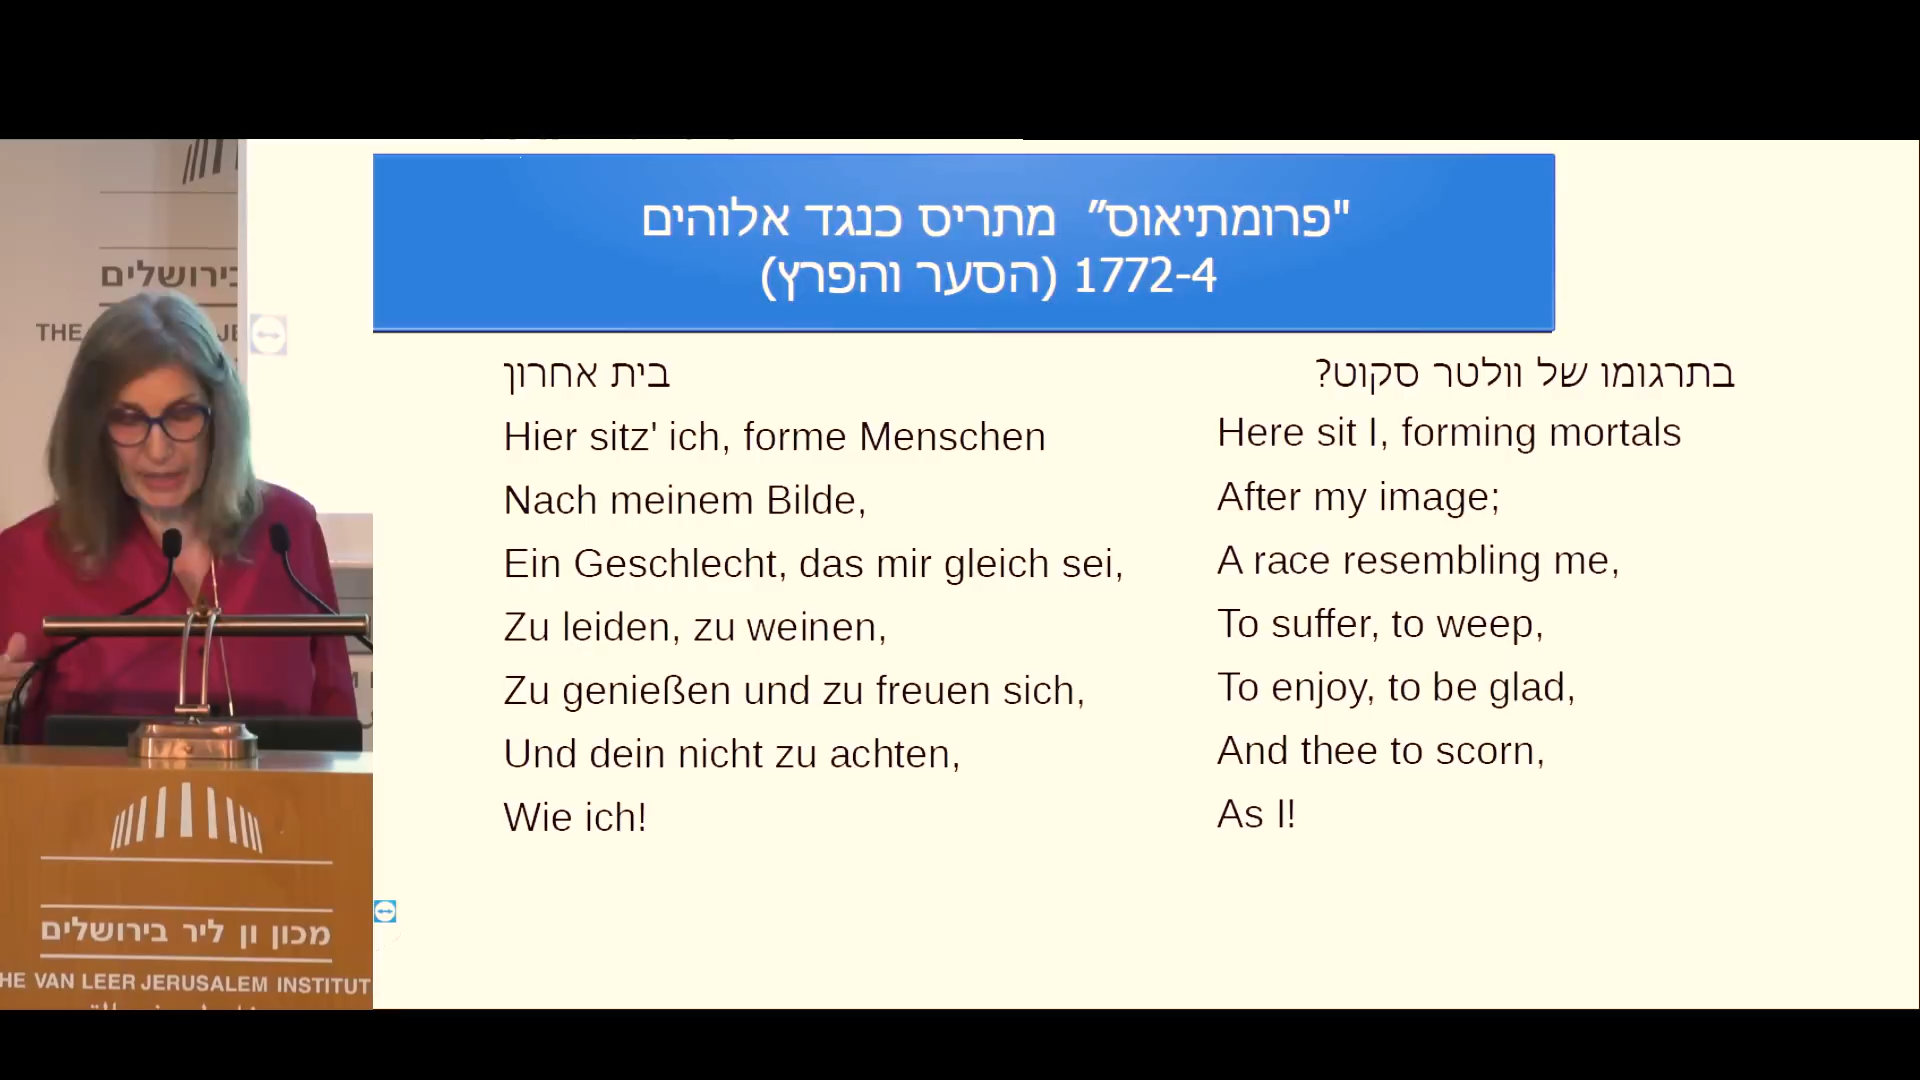 "פרומתיאוס” מתריס כנגד אלוהים
1772-4 (הסער והפרץ)
בית אחרון
Hier sitz' ich, forme Menschen
Nach meinem Bilde,
Ein Geschlecht, das mir gleich sei,
Zu leiden, zu weinen,
Zu genießen und zu freuen sich,
Und dein nicht zu achten,
Wie ich!
בתרגומו של וולטר סקוט?
Here sit I, forming mortals
After my image;
A race resembling me,
To suffer, to weep,
To enjoy, to be glad,
And thee to scorn,
As I!
בירושלים
THE JE
מכון ון ליר בירושלים
HE VAN LEER JERUSALEM INSTITUT